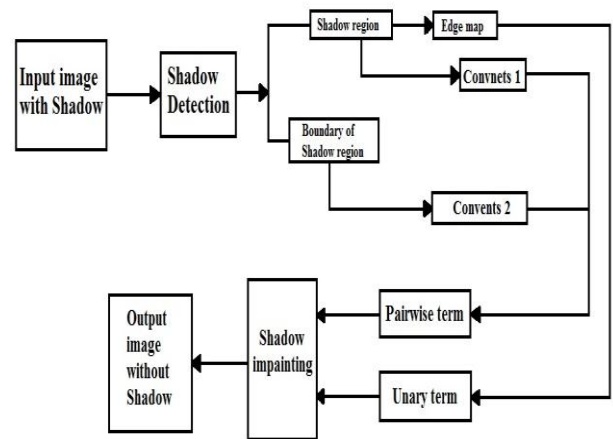 Input image
with Shadow
Shadow
Detection
Shadow region
Edge map
Convnets 1
Boundary of
Shadow region
Convents 2
Pairwise term
Unary term
Shadow
impainting
Output
image
without
Shadow